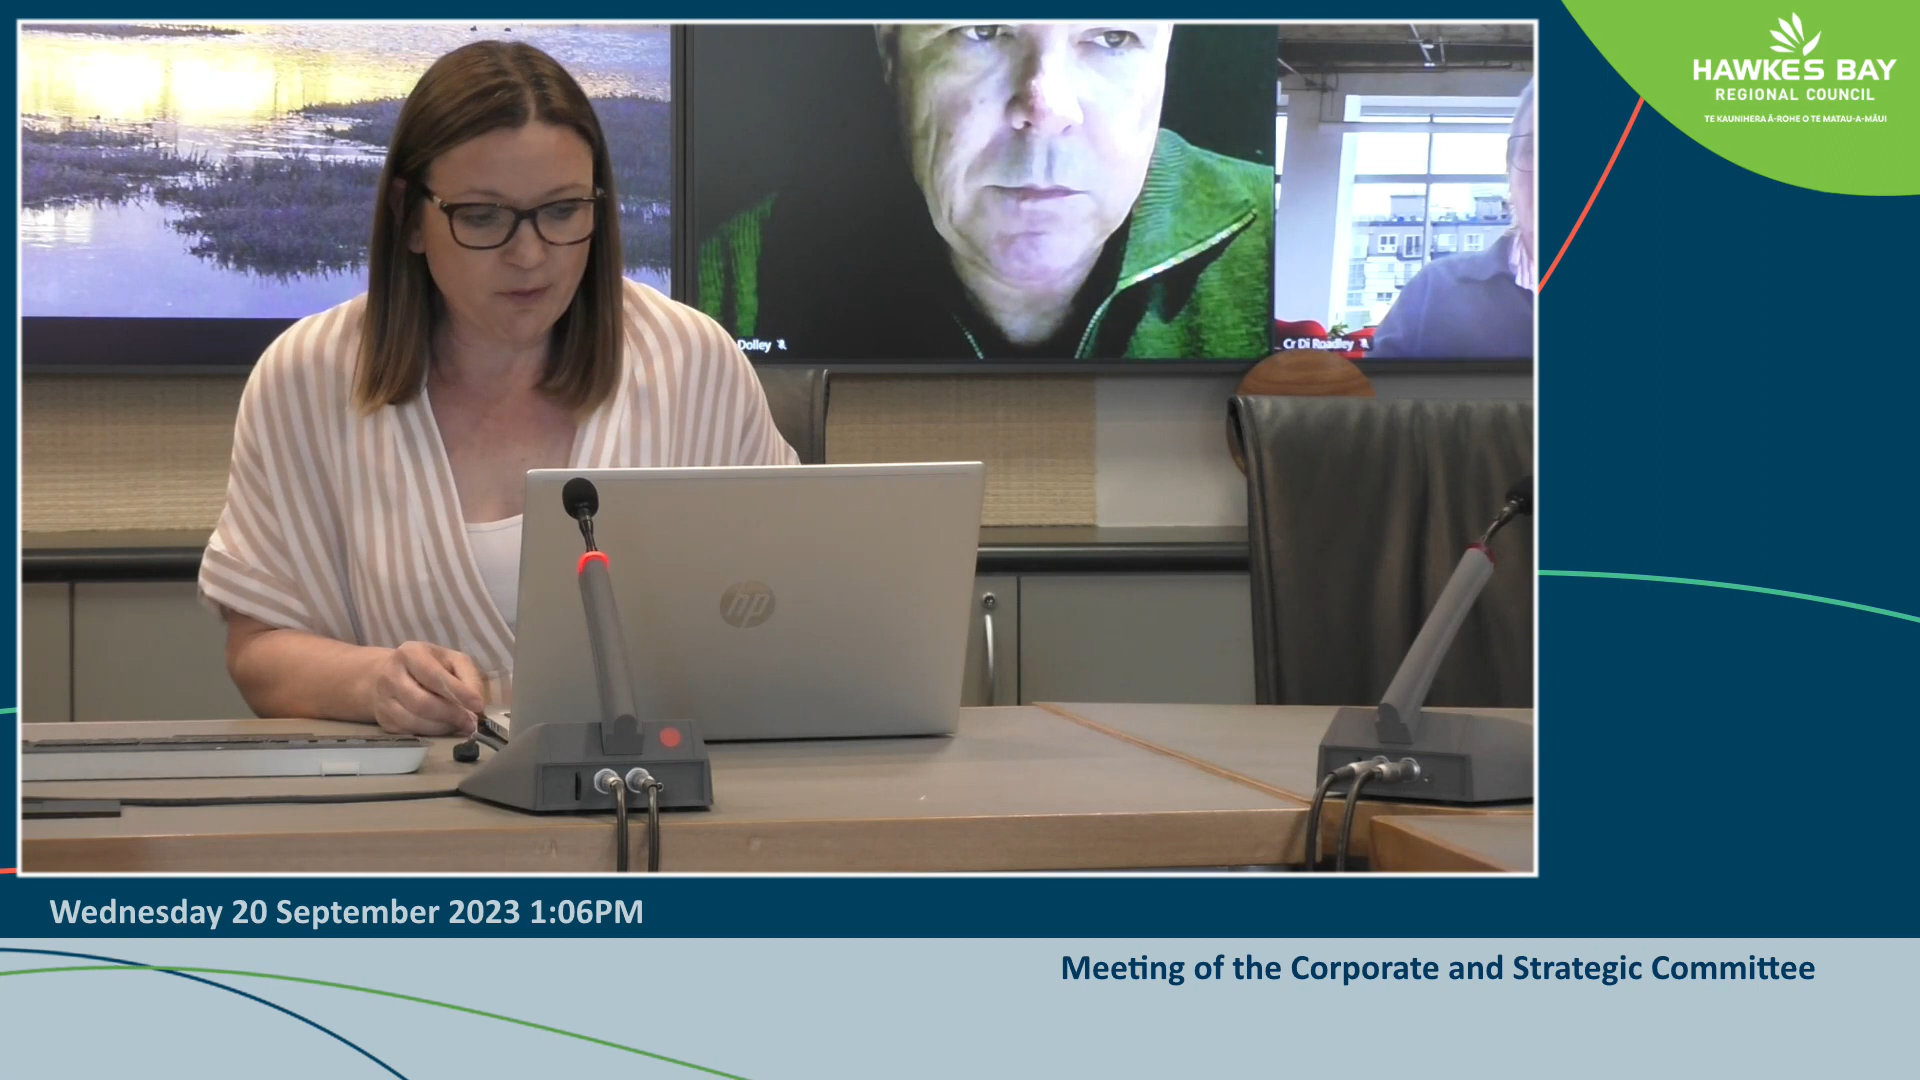 HAWKE'S BAY
REGIONAL COUNCIL
TE KAUNIHERA Ā-ROHE O TE MATAU-A-MĀUI
Dolley
Cr Di Roadley
hp
Wednesday 20 September 2023 1:06PM
Meeting of the Corporate and Strategic Committee